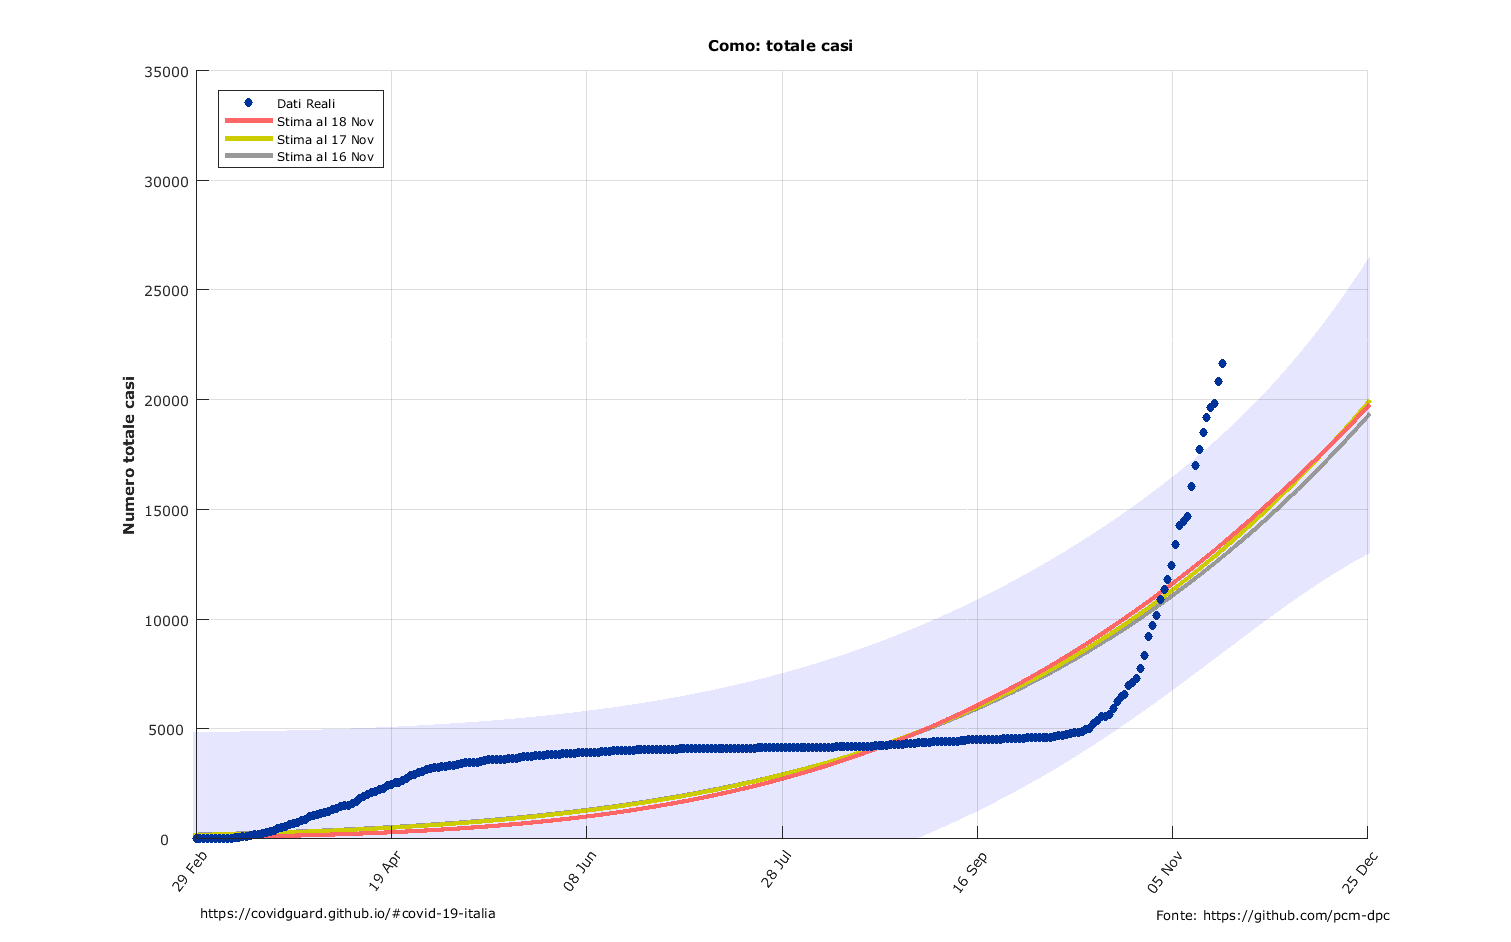 Como: totale casi
35000
30000
25000
20000
15000
10000
5000
0
Numero totale casi
Dati Reali
Stima al 18 Nov
Stima al 17 Nov
Stima al 16 Nov
29 Feb
19 Apr
08 Jun
28 Jul
16 Sep
05 Nov
25 Dec
https://covidguard.github.io/#covid-19-italia
Fonte: https://github.com/pcm-dpc